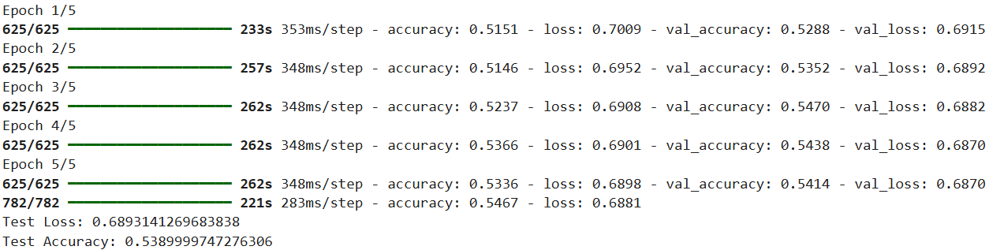 Epoch 1/5
625/625 ━━━━━━━━━━━━━━━━━━━━ 233s 353ms/step - accuracy: 0.5151 - loss: 0.7009 - val_accuracy: 0.5288 - val_loss: 0.6915
Epoch 2/5
625/625 ━━━━━━━━━━━━━━━━━━━━ 257s 348ms/step - accuracy: 0.5146 - loss: 0.6952 - val_accuracy: 0.5352 - val_loss: 0.6892
Epoch 3/5
625/625 ━━━━━━━━━━━━━━━━━━━━ 262s 348ms/step - accuracy: 0.5237 - loss: 0.6908 - val_accuracy: 0.5470 - val_loss: 0.6882
Epoch 4/5
625/625 ━━━━━━━━━━━━━━━━━━━━ 262s 348ms/step - accuracy: 0.5366 - loss: 0.6901 - val_accuracy: 0.5438 - val_loss: 0.6870
Epoch 5/5
625/625 ━━━━━━━━━━━━━━━━━━━━ 262s 348ms/step - accuracy: 0.5336 - loss: 0.6898 - val_accuracy: 0.5414 - val_loss: 0.6870
782/782 ━━━━━━━━━━━━━━━━━━━━ 221s 283ms/step - accuracy: 0.5467 - loss: 0.6881
Test Loss: 0.6893141269683838
Test Accuracy: 0.5389999747276306